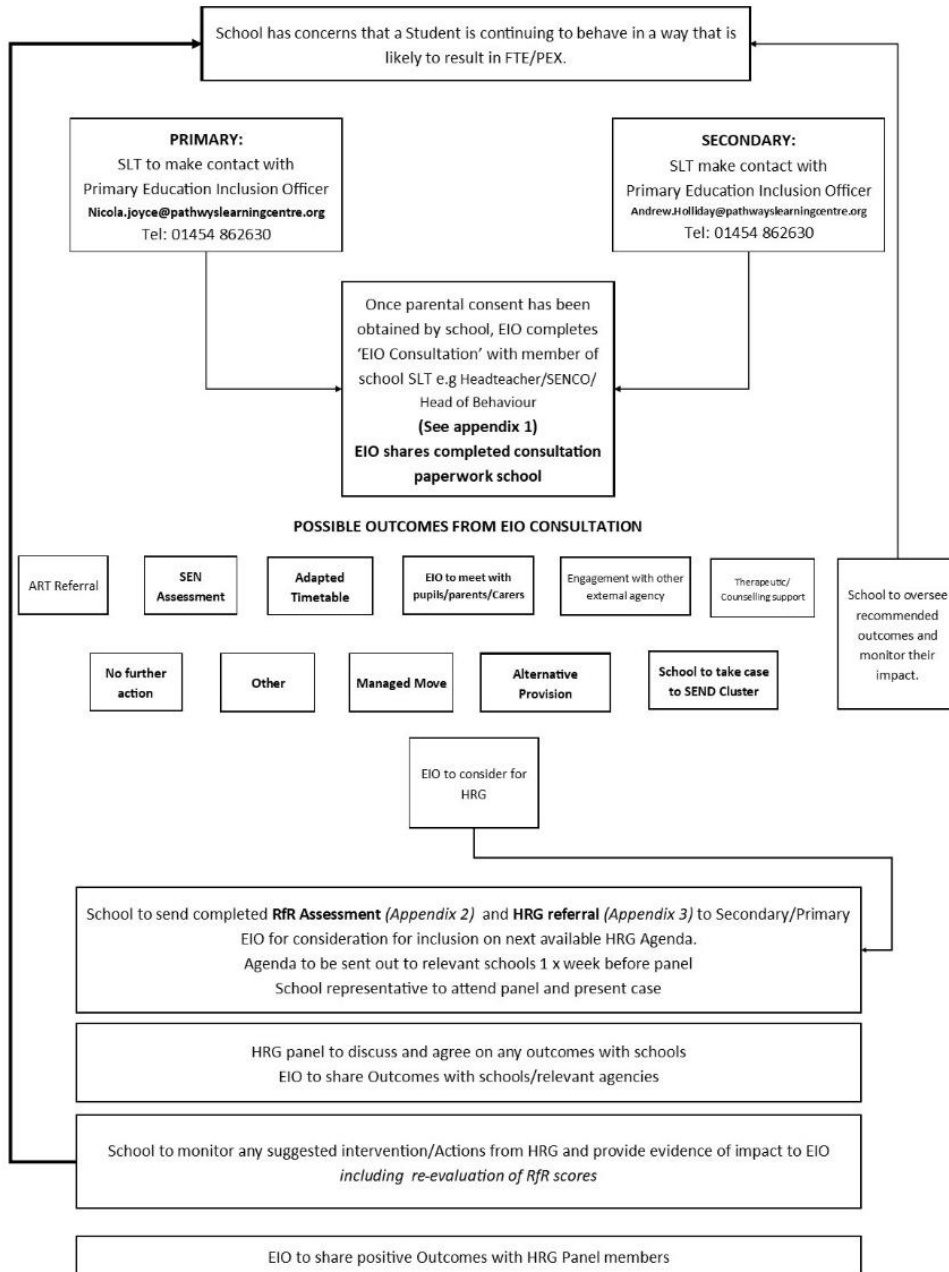 School has concerns that a Student is continuing to behave in a way that is
likely to result in FTE/PEX.
PRIMARY:
SLT to make contact with
Primary Education Inclusion Officer
Nicola.joyce@pathwyslearningcentre.org
Tel: 01454 862630
SECONDARY:
SLT make contact with
Primary Education Inclusion Officer
Andrew.Holliday@pathwayslearningcentre.org
Tel: 01454 862630
Once parental consent has been
obtained by school, EIO completes
‘EIO Consultation’ with member of
school SLT e.g Headteacher/SENCO/
Head of Behaviour
(See appendix 1)
EIO shares completed consultation
paperwork school
POSSIBLE OUTCOMES FROM EIO CONSULTATION
ART Referral
SEN
Assessment
Adapted
Timetable
EIO to meet with
pupils/parents/Carers
Engagement with other
external agency
Therapeutic/
Counselling support
School to oversee
recommended
outcomes and
monitor their
impact.
No further
action
Other
Managed Move
Alternative
Provision
School to take case
to SEND Cluster
EIO to consider for
HRG
School to send completed RfR Assessment (Appendix 2) and HRG referral (Appendix 3) to Secondary/Primary
EIO for consideration for inclusion on next available HRG Agenda.
Agenda to be sent out to relevant schools 1 x week before panel
School representative to attend panel and present case
HRG panel to discuss and agree on any outcomes with schools
EIO to share Outcomes with schools/relevant agencies
School to monitor any suggested intervention/Actions from HRG and provide evidence of impact to EIO
including re-evaluation of RfR scores
EIO to share positive Outcomes with HRG Panel members